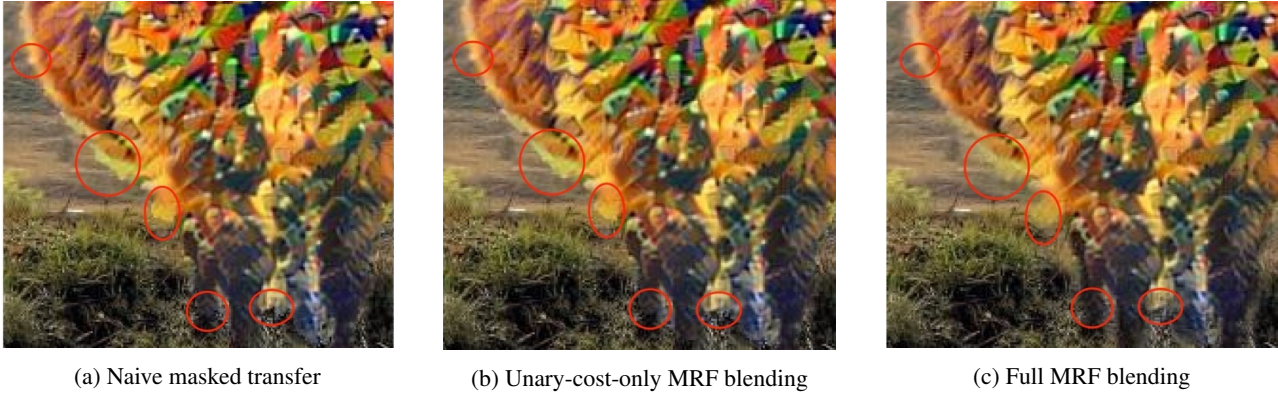 (a) Naive masked transfer
(b) Unary-cost-only MRF blending
(c) Full MRF blending